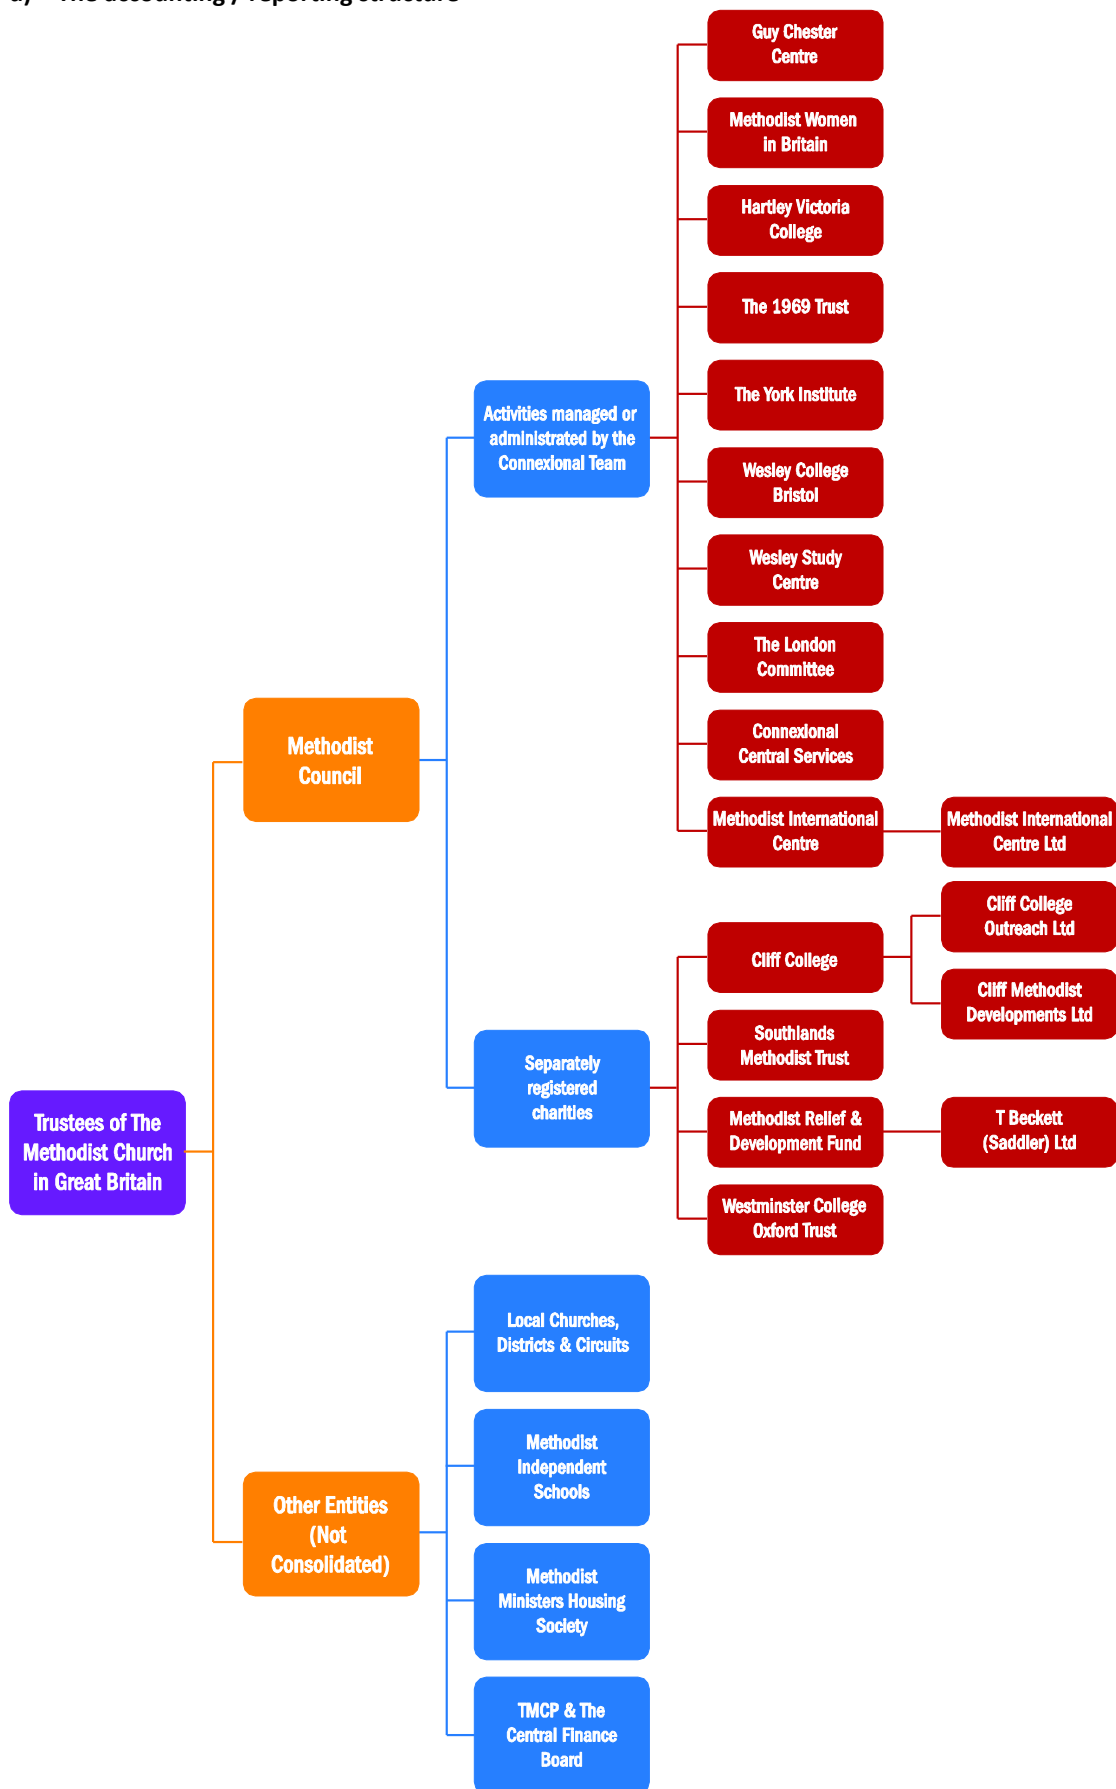 a) The accounting / reporting structure
Guy Chester
Centre
Methodist Women
in Britain
Hartley Victoria
College
The 1969 Trust
The York Institute
Activities managed or
administrated by the
Connexional Team
Wesley College
Bristol
Wesley Study
Centre
The London
Committee
Connexional
Central Services
Methodist
Council
Methodist International
Centre
Methodist International
Centre Ltd
Cliff College
Outreach Ltd
Cliff College
Cliff Methodist
Developments Ltd
Southlands
Methodist Trust
Separately
registered
charities
Methodist Relief &
Development Fund
T Beckett
(Saddler) Ltd
Trustees of The
Methodist Church
in Great Britain
Westminster College
Oxford Trust
Local Churches,
Districts & Circuits
Methodist
Independent
Schools
Other Entities
(Not
Consolidated)
Methodist
Ministers Housing
Society
TMCP & The
Central Finance
Board